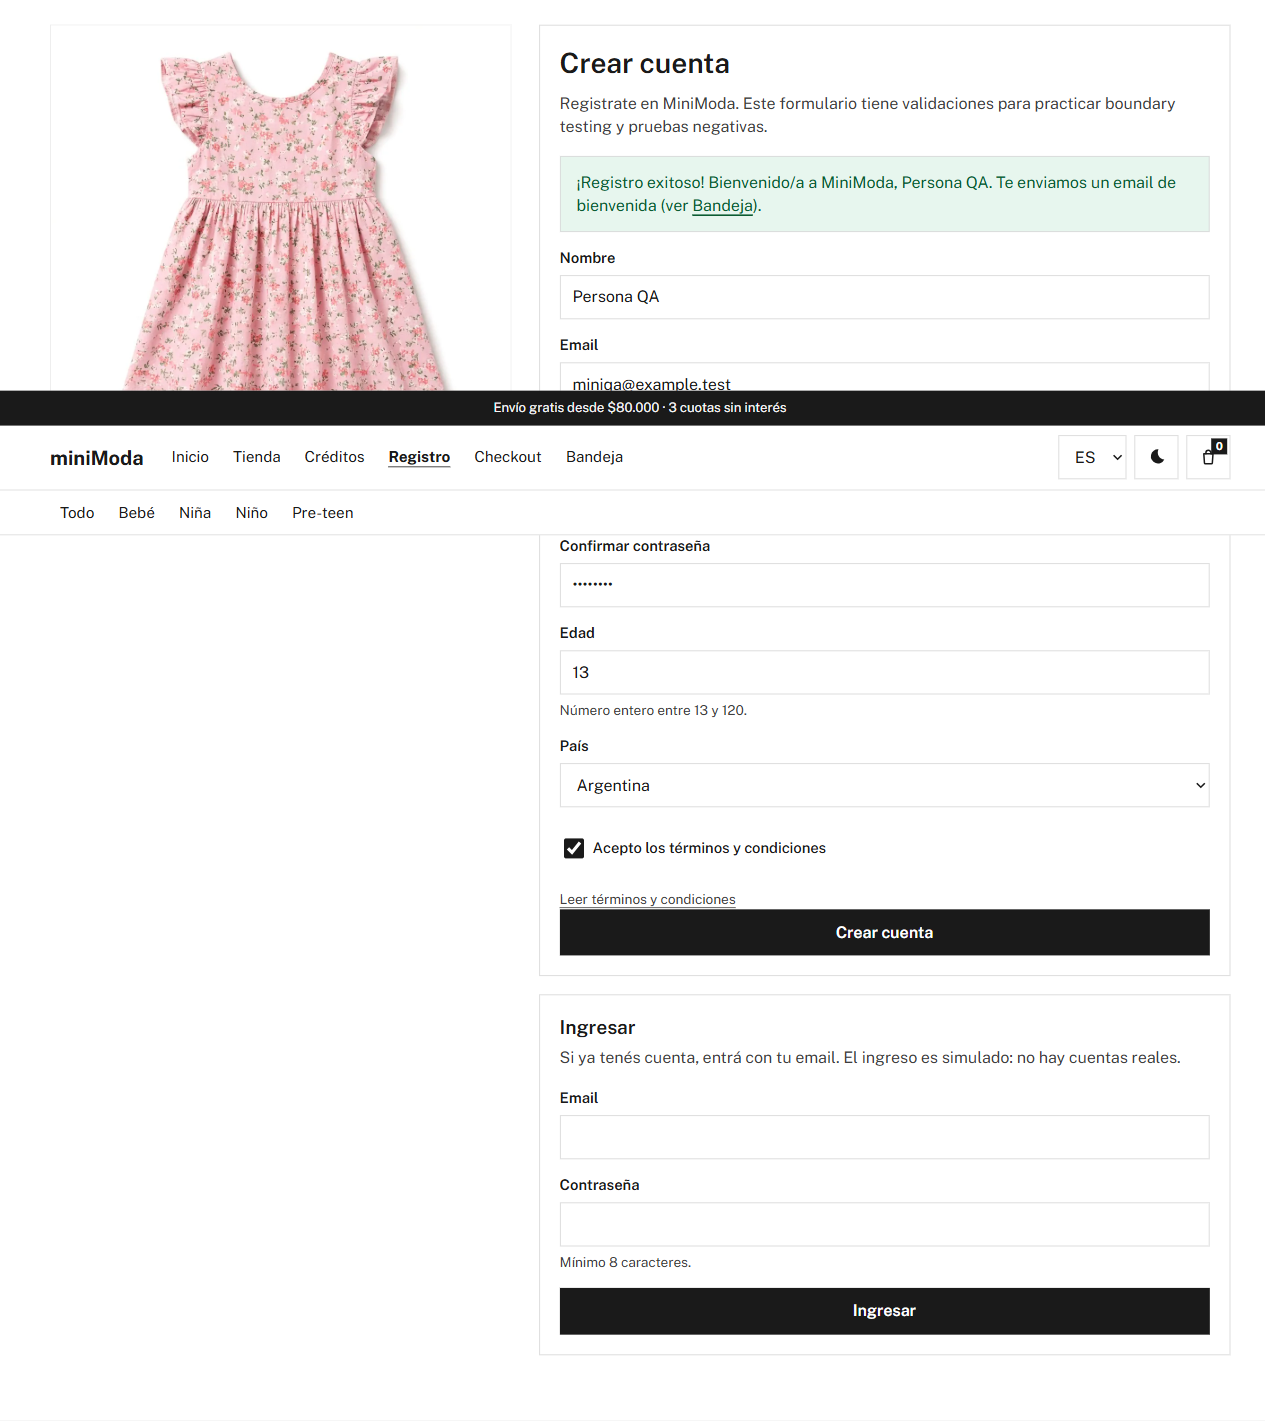 Crear cuenta
Registrate en MiniModa. Este formulario tiene validaciones para practicar boundary
testing y pruebas negativas.
¡Registro exitoso! Bienvenido/a a MiniModa, Persona QA. Te enviamos un email de
bienvenida (ver Bandeja).
Nombre
Persona QA
Email
miniqa@example.test
Envío gratis desde $80.000 · 3 cuotas sin interés
miniModa Inicio Tienda Créditos Registro Checkout Bandeja ES 0
Todo Bebé Niña Niño Pre-teen
Confirmar contraseña
••••••••
Edad
13
Número entero entre 13 y 120.
País
Argentina
Acepto los términos y condiciones
Leer términos y condiciones
Crear cuenta
Ingresar
Si ya tenés cuenta, entrá con tu email. El ingreso es simulado: no hay cuentas reales.
Email
Contraseña
Mínimo 8 caracteres.
Ingresar